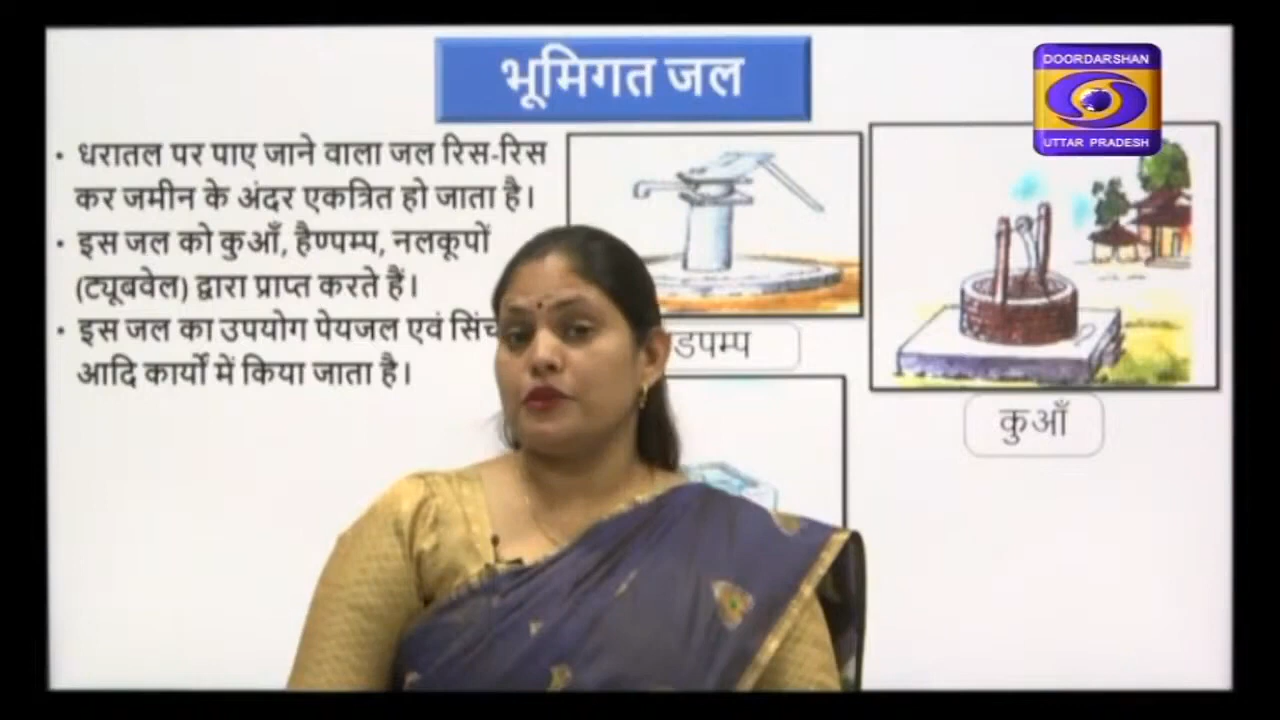 भूमिगत जल
DOORDARSHAN
UTTAR PRADESH
• धरातल पर पाए जाने वाला जल रिस-रिस
कर जमीन के अंदर एकत्रित हो जाता है।
• इस जल को कुआँ, हैण्पम्प, नलकूपों
(ट्यूबवेल) द्वारा प्राप्त करते हैं।
• इस जल का उपयोग पेयजल एवं
आदि कार्यों में किया जाता है।
कुआँ